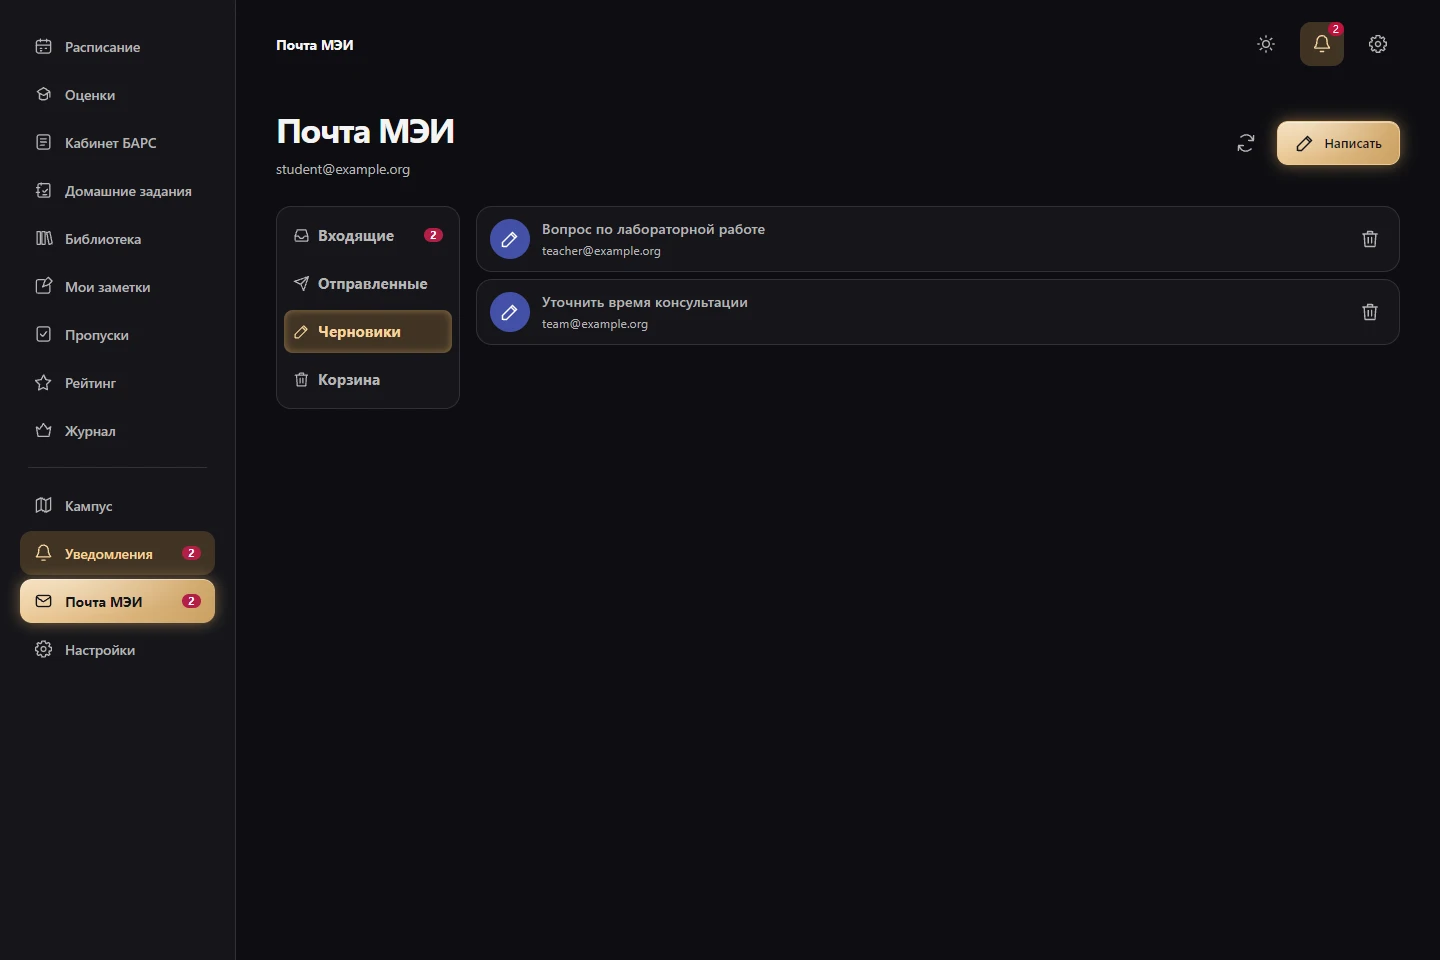 Расписание
Оценки
Кабинет БАРС
Домашние задания
Библиотека
Мои заметки
Пропуски
Рейтинг
Журнал
Кампус
Уведомления 2
Почта МЭИ 2
Настройки
Почта МЭИ
2
Почта МЭИ
student@example.org
Написать
Входящие 2
Отправленные
Черновики
Корзина
Вопрос по лабораторной работе
teacher@example.org
Уточнить время консультации
team@example.org